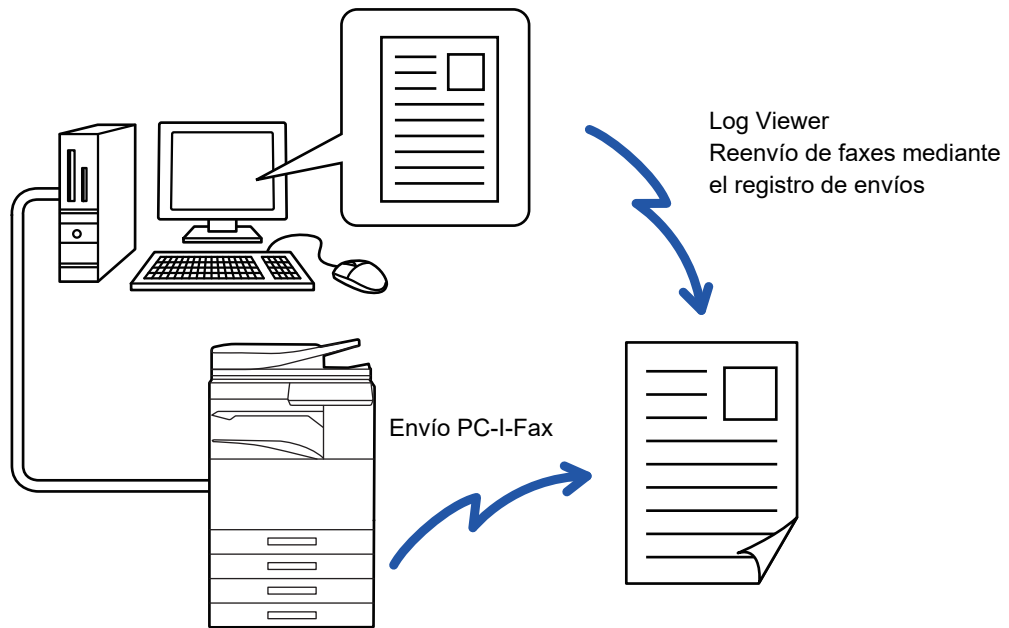 Log Viewer
Reenvío de faxes mediante
el registro de envíos
Envío PC-I-Fax